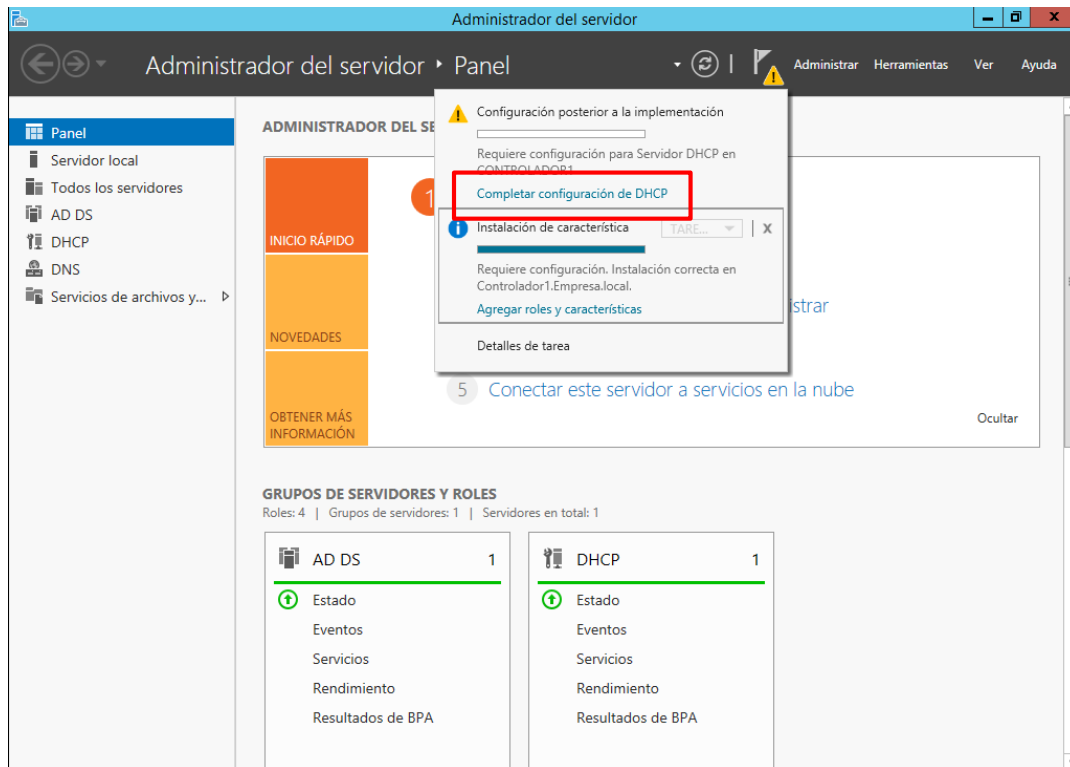 Administrador del servidor
Administrador del servidor ‣ Panel
Administrar Herramientas Ver Ayuda
Panel
Servidor local
Todos los servidores
AD DS
DHCP
DNS
Servicios de archivos y...
ADMINISTRADOR DEL SE
Configuración posterior a la implementación
Requiere configuración para Servidor DHCP en
CONTROLADOR1
Completar configuración de DHCP
Instalación de característica TARE... X
Requiere configuración. Instalación correcta en
Controlador1.Empresa.local.
Agregar roles y características
Detalles de tarea
1
INICIO RÁPIDO
istrar
NOVEDADES
5 Conectar este servidor a servicios en la nube
OBTENER MÁS
INFORMACIÓN
Ocultar
GRUPOS DE SERVIDORES Y ROLES
Roles: 4 | Grupos de servidores: 1 | Servidores en total: 1
AD DS 1
Estado
Eventos
Servicios
Rendimiento
Resultados de BPA
DHCP 1
Estado
Eventos
Servicios
Rendimiento
Resultados de BPA